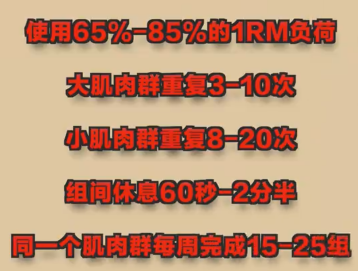 使用65%-85%的1RM负荷
大肌肉群重复3-10次
小肌肉群重复8-20次
组间休息60秒-2分半
同一个肌肉群每周完成15-25组